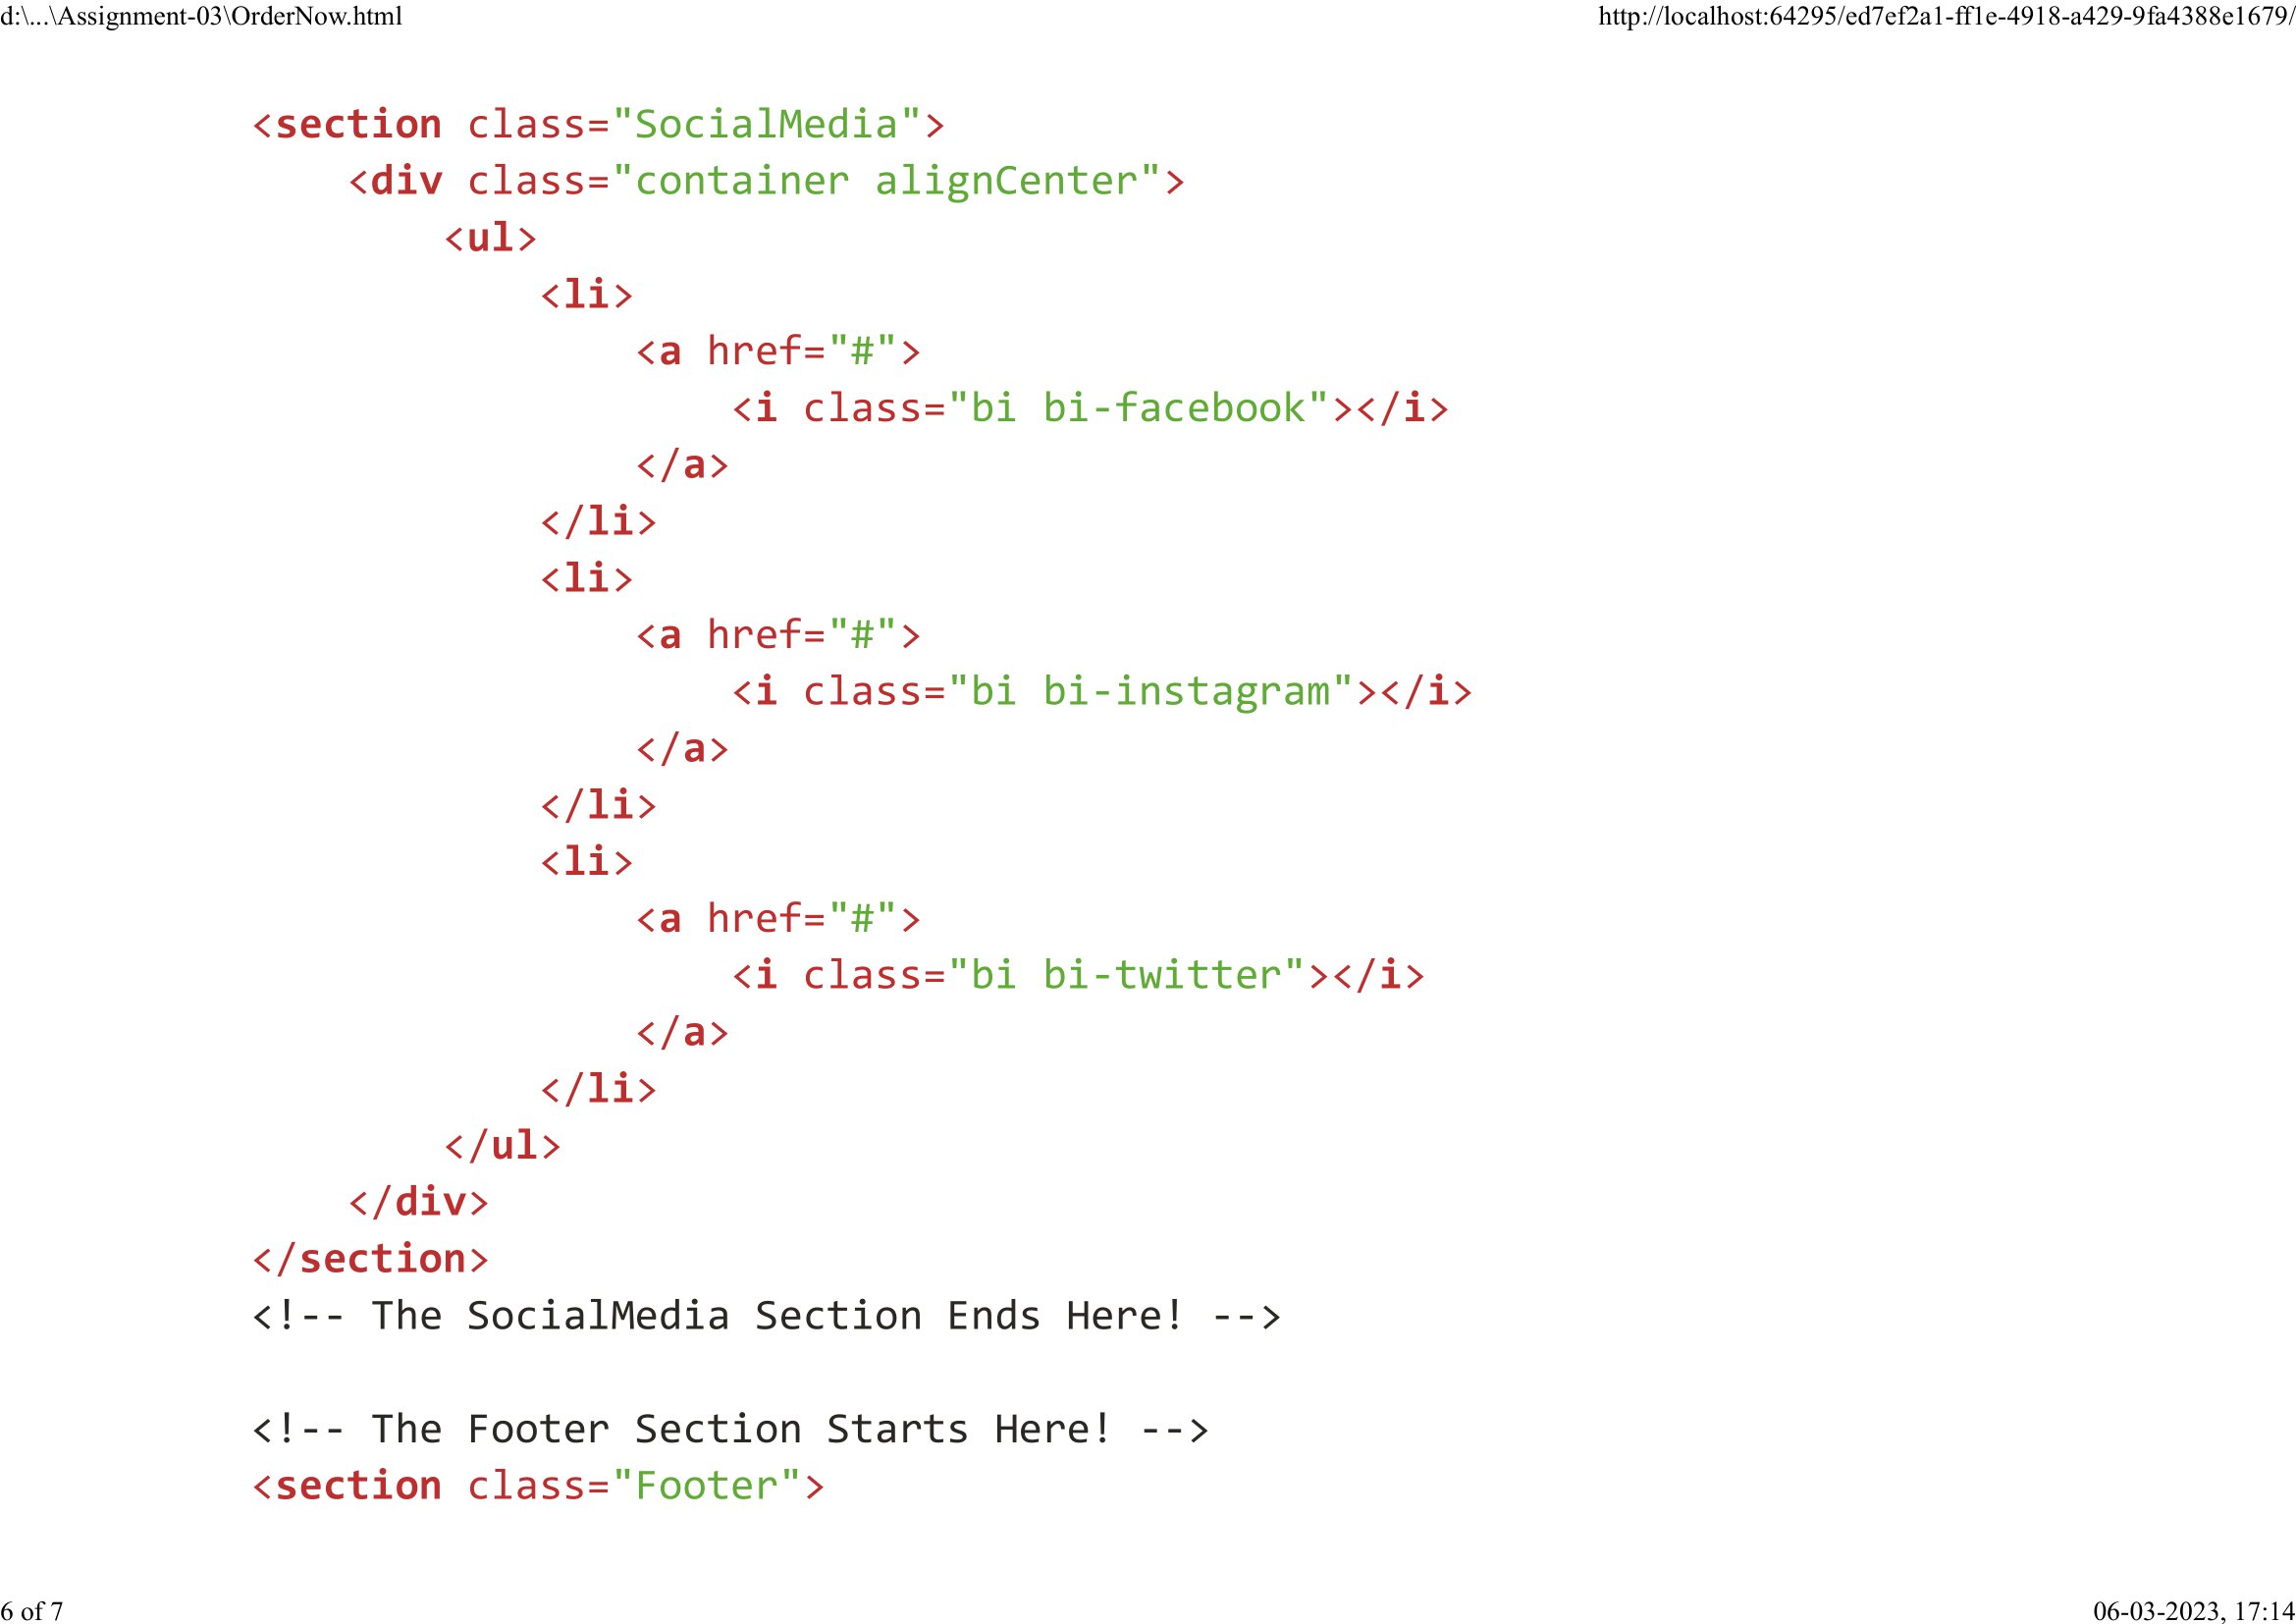 d:\...\Assignment-03\OrderNow.html http://localhost:64295/ed7ef2a1-ff1e-4918-a429-9fa4388e1679/
<section class="SocialMedia">
<div class="container alignCenter">
<ul>
<li>
<a href="#">
<i class="bi bi-facebook"></i>
</a>
</li>
<li>
<a href="#">
<i class="bi bi-instagram"></i>
</a>
</li>
<li>
<a href="#">
<i class="bi bi-twitter"></i>
</a>
</li>
</ul>
</div>
</section>
<!-- The SocialMedia Section Ends Here! -->
<!-- The Footer Section Starts Here! -->
<section class="Footer">
6 of 7 06-03-2023, 17:14